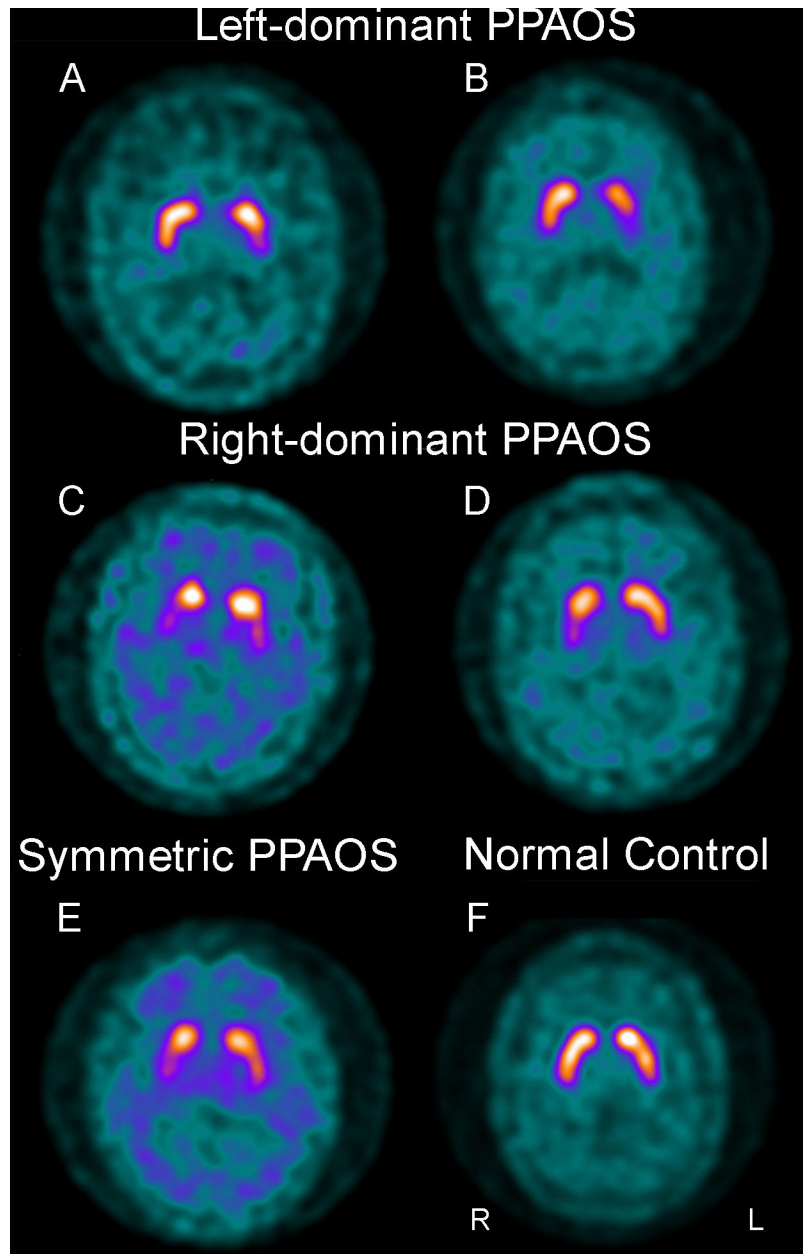 Left-dominant PPAOS
A B
Right-dominant PPAOS
C D
Symmetric PPAOS Normal Control
E F
R L